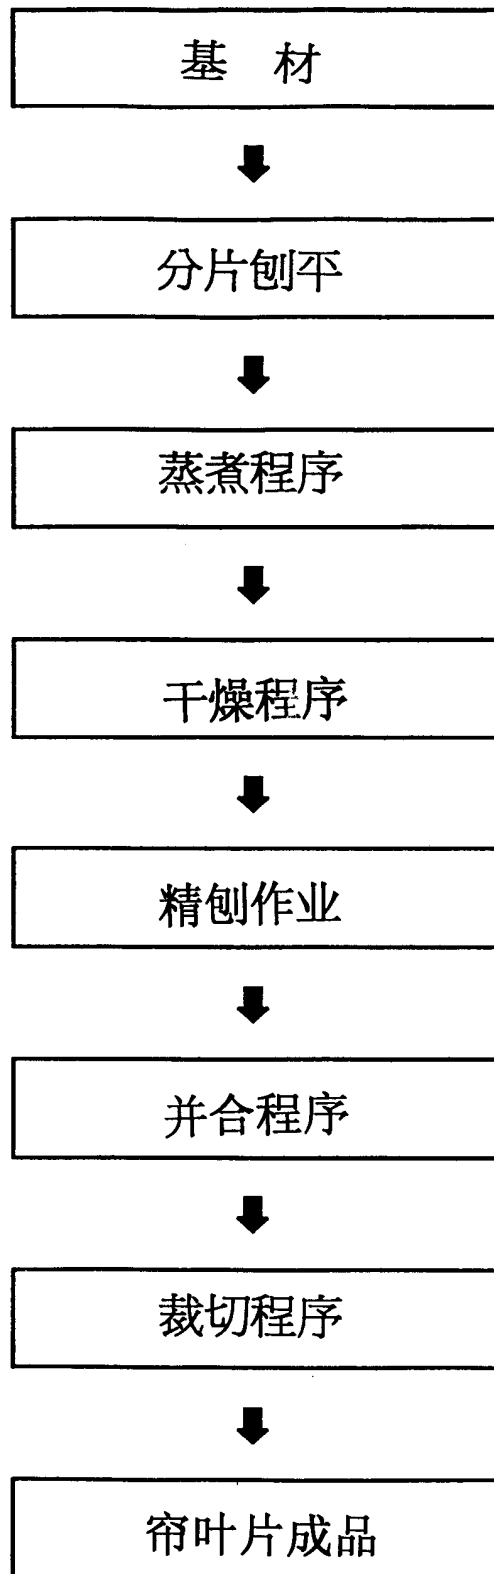 基 材
分片刨平
蒸煮程序
干燥程序
精刨作业
并合程序
裁切程序
帘叶片成品